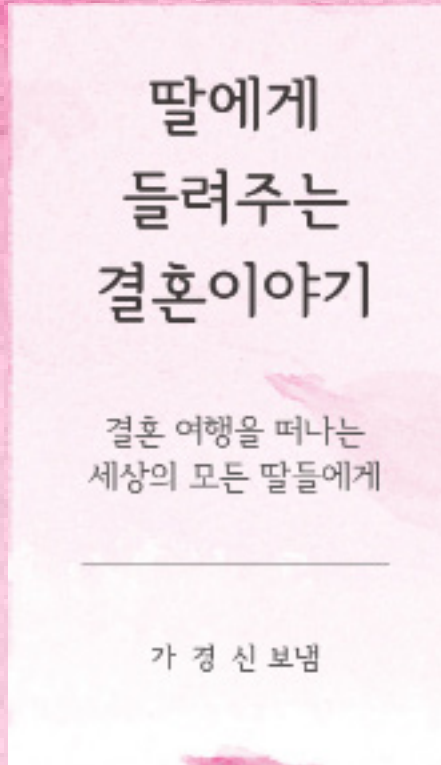 딸에게
들려주는
결혼이야기
결혼 여행을 떠나는
세상의 모든 딸들에게
가 경 신 보냄